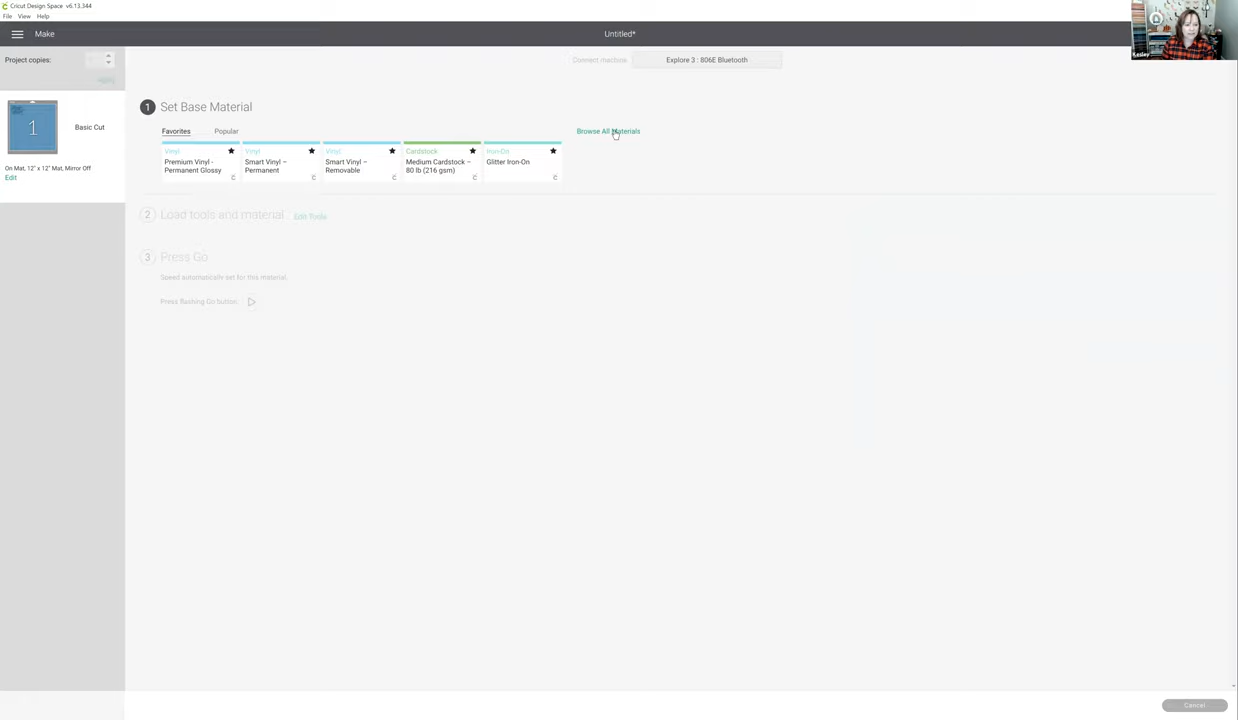 Cricut Design Space v6.13.344
File View Help
Make
Untitled*
Kesley
Project copies:
Connect machine
Explore 3 : 806E Bluetooth
1
Basic Cut
On Mat, 12" x 12" Mat, Mirror Off
Edit
1 Set Base Material
Favorites
Popular
Browse All Materials
Vinyl
Premium Vinyl -
Permanent Glossy
Vinyl
Smart Vinyl –
Permanent
Vinyl
Smart Vinyl –
Removable
Cardstock
Medium Cardstock –
80 lb (216 gsm)
Iron-On
Glitter Iron-On
2 Load tools and material Edit Tools
3 Press Go
Speed automatically set for this material.
Press flashing Go button:
Cancel